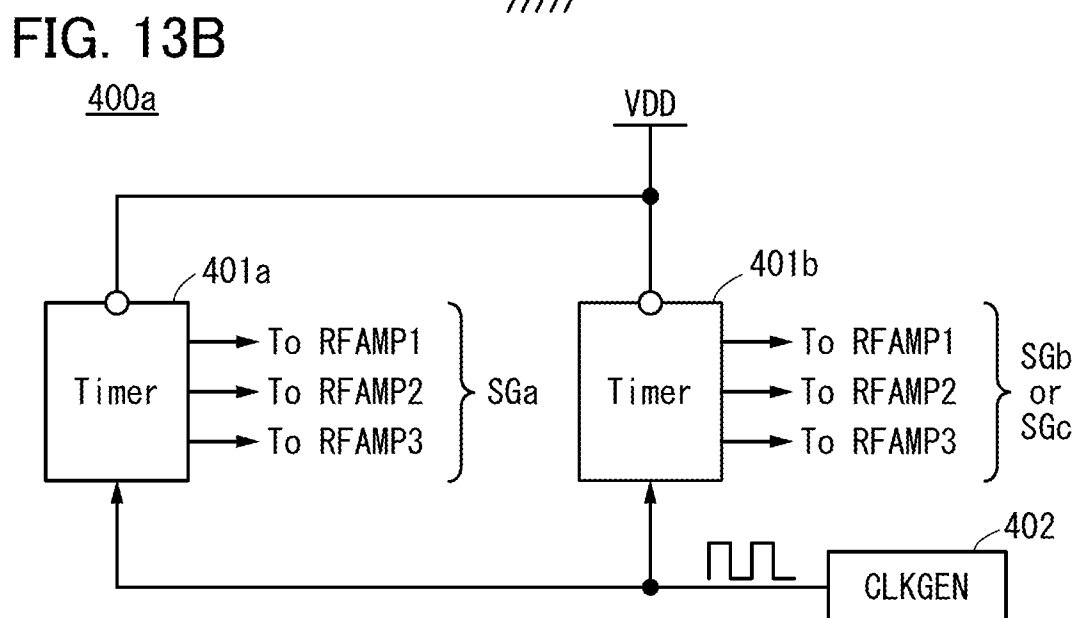 FIG. 13B
400a
VDD
401a
401b
Timer
To RFAMP1
To RFAMP2
To RFAMP3
SGa
Timer
To RFAMP1
To RFAMP2
To RFAMP3
SGb
or
SGc
402
CLKGEN